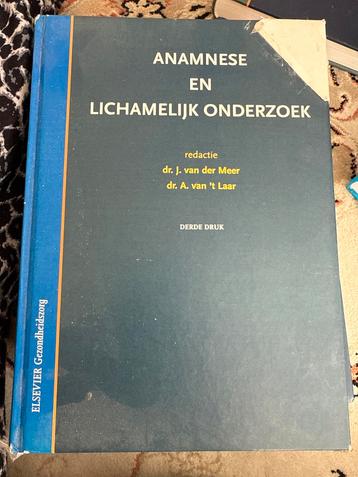 ANAMNESE
EN
LICHAMELIJK ONDERZOEK
redactie
dr. J. van der Meer
dr. A. van 't Laar
DERDE DRUK
ELSEVIER Gezondheidszorg